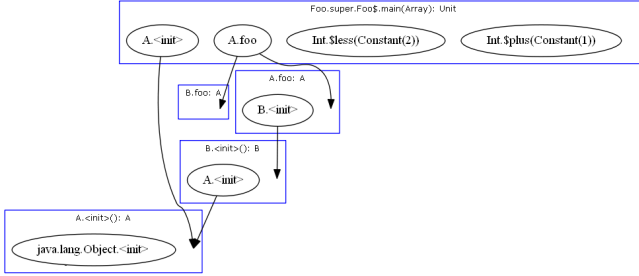 Foo.super.Foo$.main(Array): Unit
A.<init>
A.foo
Int.$less(Constant(2))
Int.$plus(Constant(1))
B.foo: A
A.foo: A
B.<init>
B.<init>(): B
A.<init>
A.<init>(): A
java.lang.Object.<init>